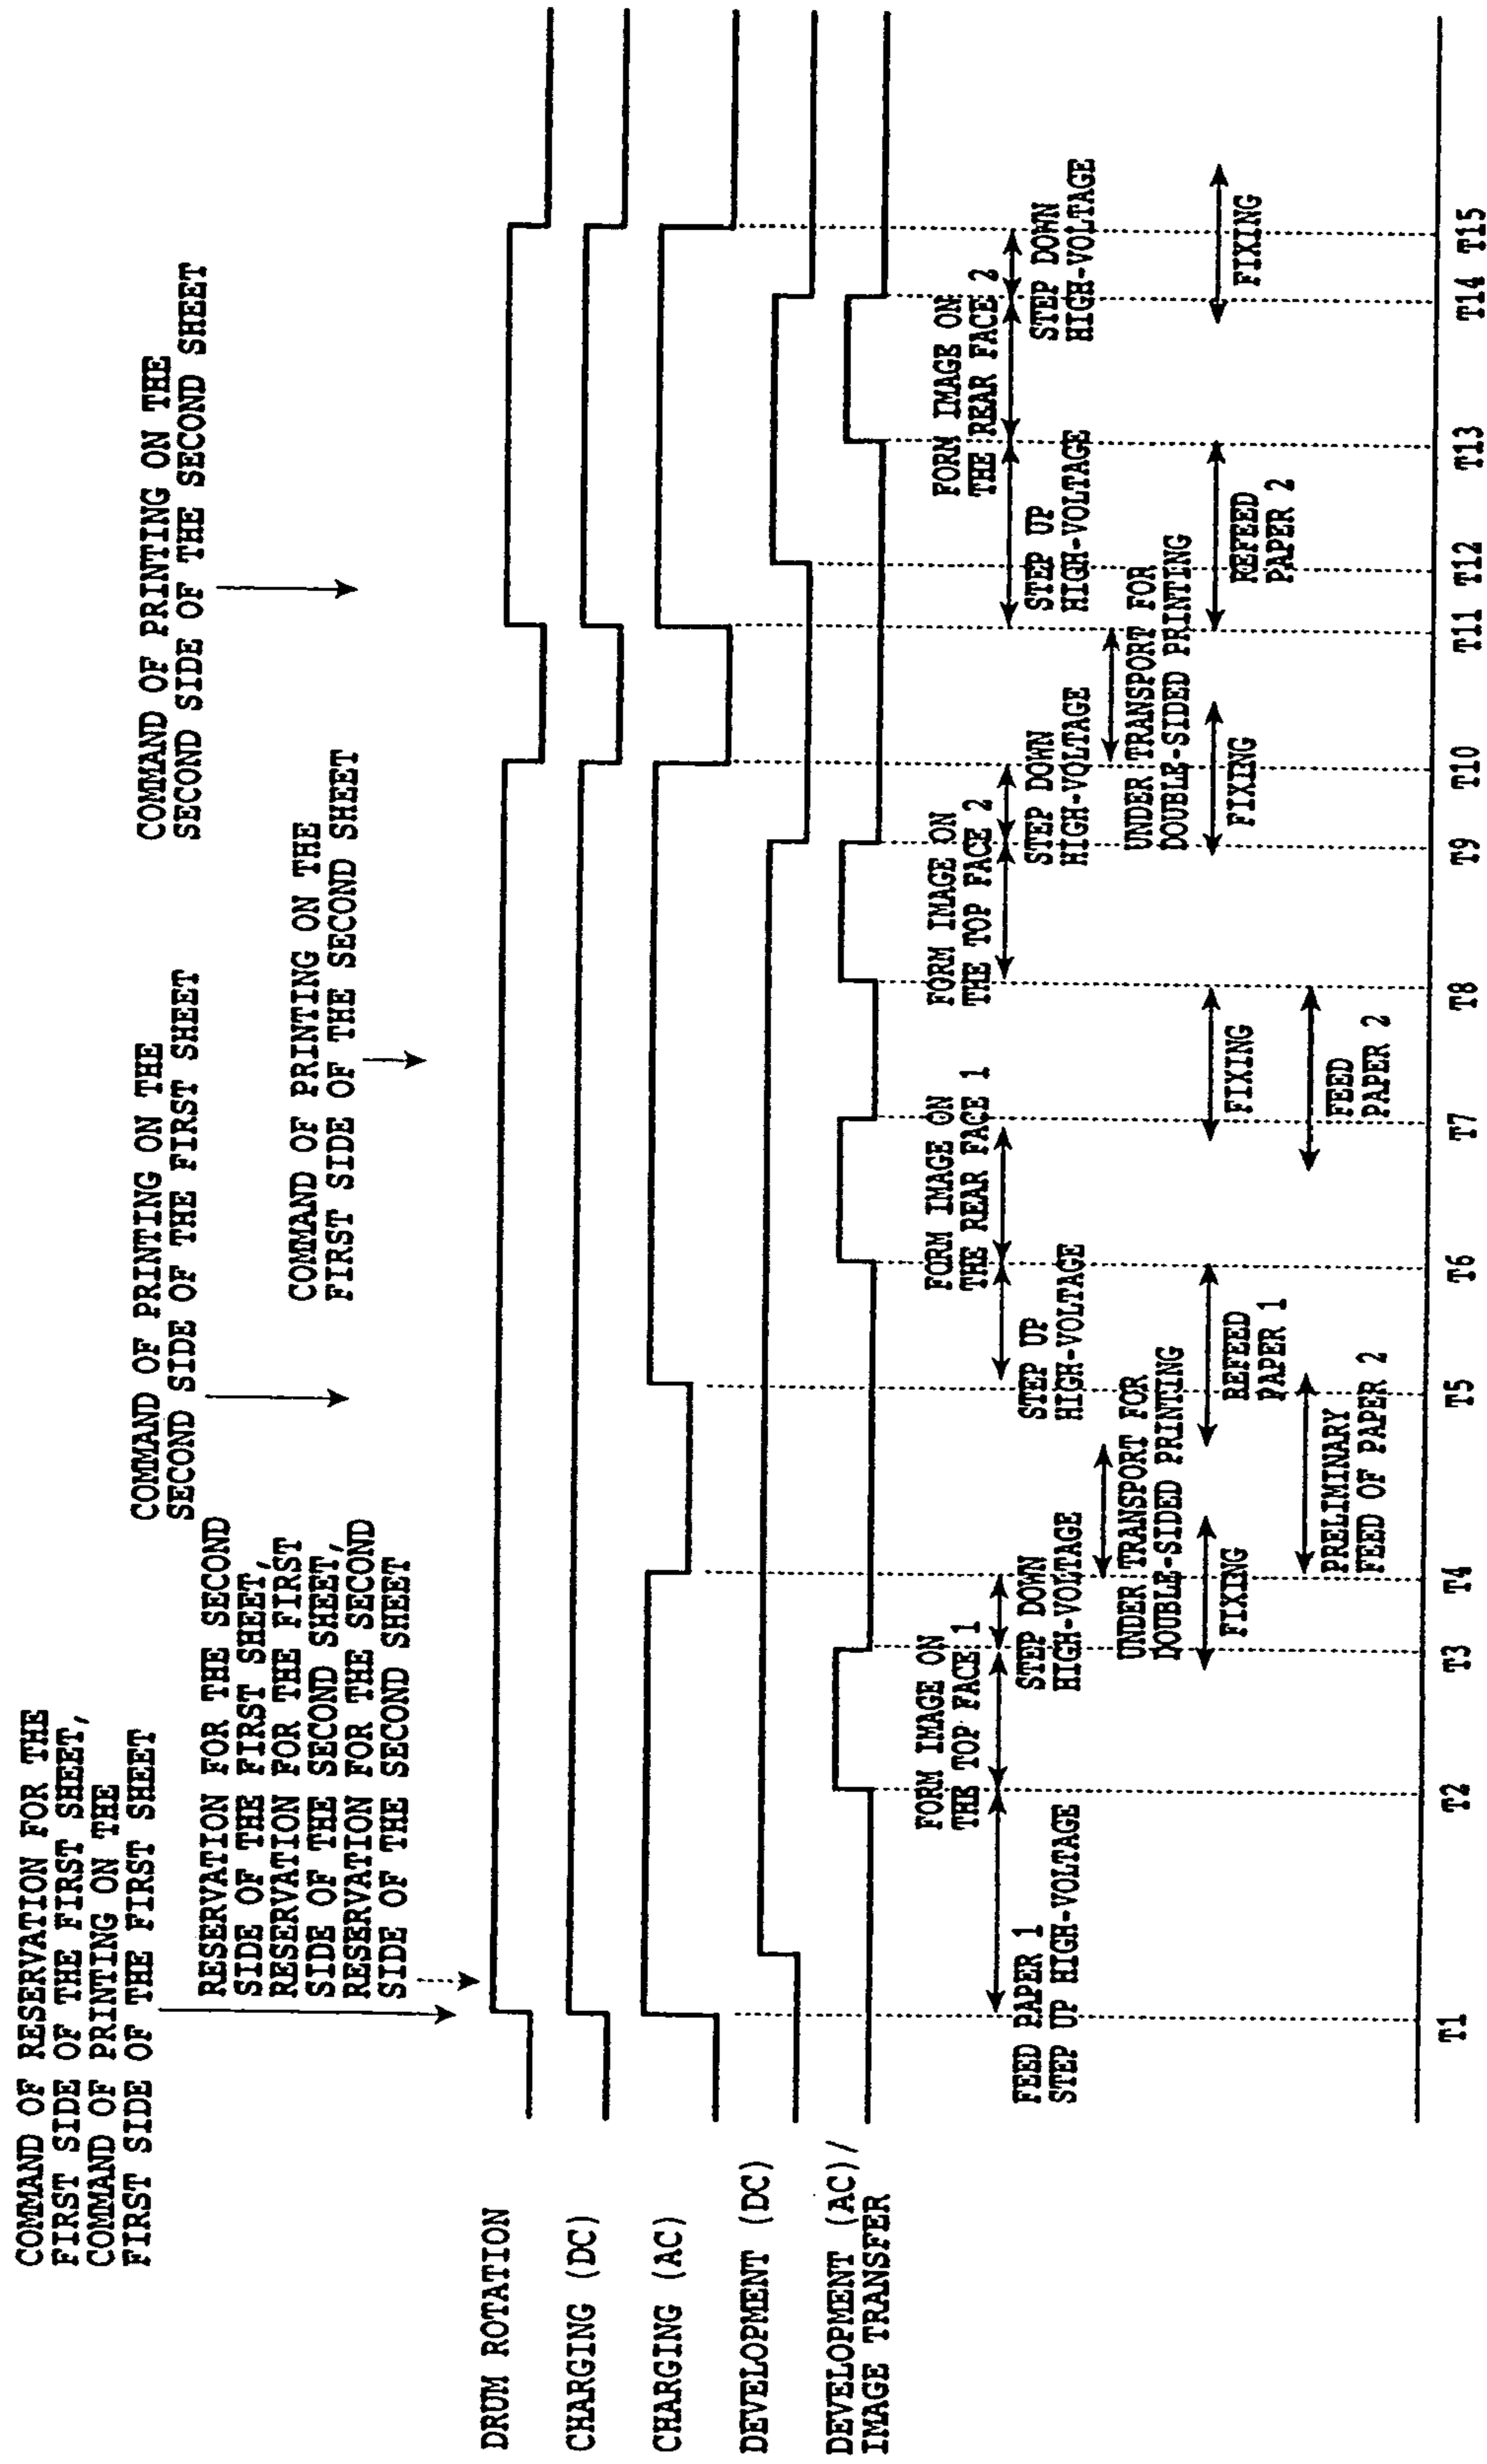 COMMAND OF RESERVATION FOR THE
FIRST SIDE OF THE FIRST SHEET,
COMMAND OF PRINTING ON THE
FIRST SIDE OF THE FIRST SHEET
RESERVATION FOR THE SECOND
SIDE OF THE FIRST SHEET,
RESERVATION FOR THE FIRST
SIDE OF THE SECOND SHEET,
RESERVATION FOR THE SECOND
SIDE OF THE SECOND SHEET
COMMAND OF PRINTING ON THE
SECOND SIDE OF THE FIRST SHEET
COMMAND OF PRINTING ON THE
FIRST SIDE OF THE SECOND SHEET
COMMAND OF PRINTING ON THE
SECOND SIDE OF THE SECOND SHEET
DRUM ROTATION
CHARGING (DC)
CHARGING (AC)
DEVELOPMENT (DC)
DEVELOPMENT (AC)/
IMAGE TRANSFER
FEED PAPER 1
STEP UP HIGH-VOLTAGE
FORM IMAGE ON
THE TOP FACE 1
STEP DOWN
HIGH-VOLTAGE
UNDER TRANSPORT FOR
DOUBLE-SIDED PRINTING
FIXING
PRELIMINARY
FEED OF PAPER 2
STEP UP
HIGH-VOLTAGE
REFEED
PAPER 1
FORM IMAGE ON
THE REAR FACE 1
FIXING
FEED
PAPER 2
FORM IMAGE ON
THE TOP FACE 2
STEP DOWN
HIGH-VOLTAGE
UNDER TRANSPORT FOR
DOUBLE-SIDED PRINTING
FIXING
STEP UP
HIGH-VOLTAGE
REFEED
PAPER 2
FORM IMAGE ON
THE REAR FACE 2
STEP DOWN
HIGH-VOLTAGE
FIXING
T1 T2 T3 T4 T5 T6 T7 T8 T9 T10 T11 T12 T13 T14 T15